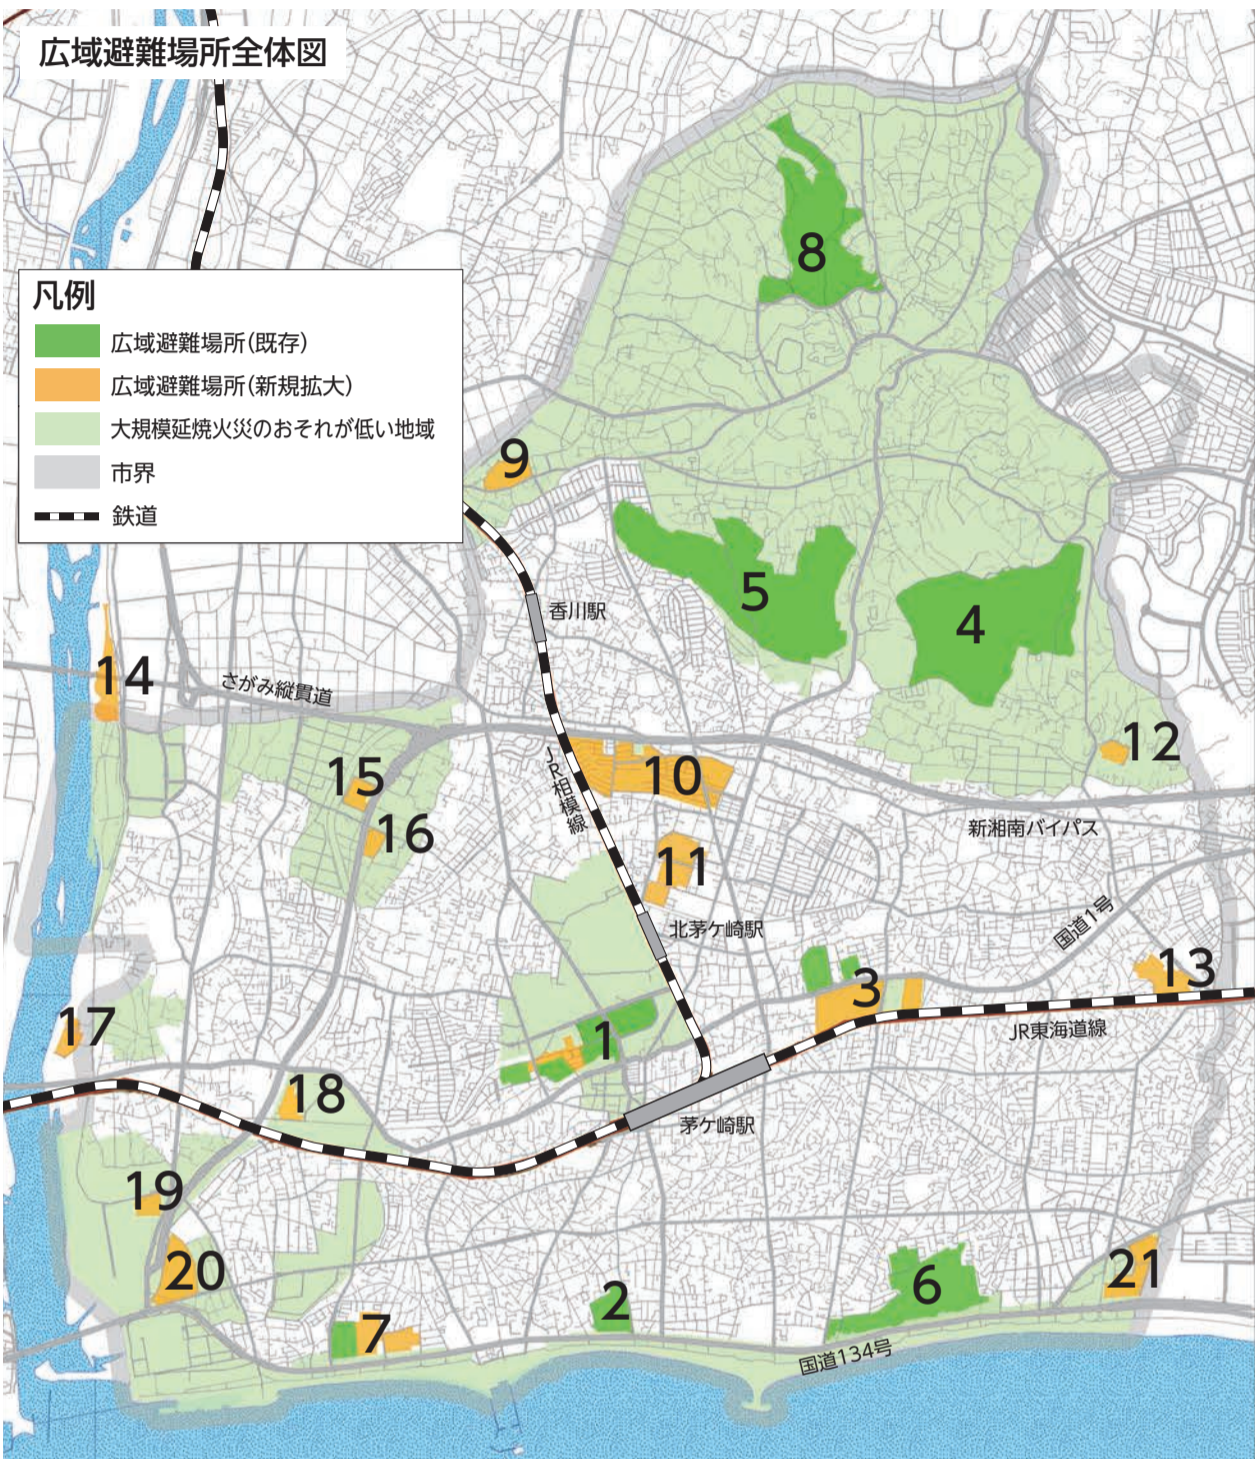 広域避難場所全体図
凡例
広域避難場所(既存)
広域避難場所(新規拡大)
大規模延焼火災のおそれが低い地域
市界
鉄道
8
9
5
4
香川駅
14
さがみ縦貫道
12
15
10
JR相模線
16
新湘南バイパス
11
国道1号
北茅ケ崎駅
13
3
17
1
JR東海道線
18
茅ケ崎駅
19
20
21
6
2
7
国道134号